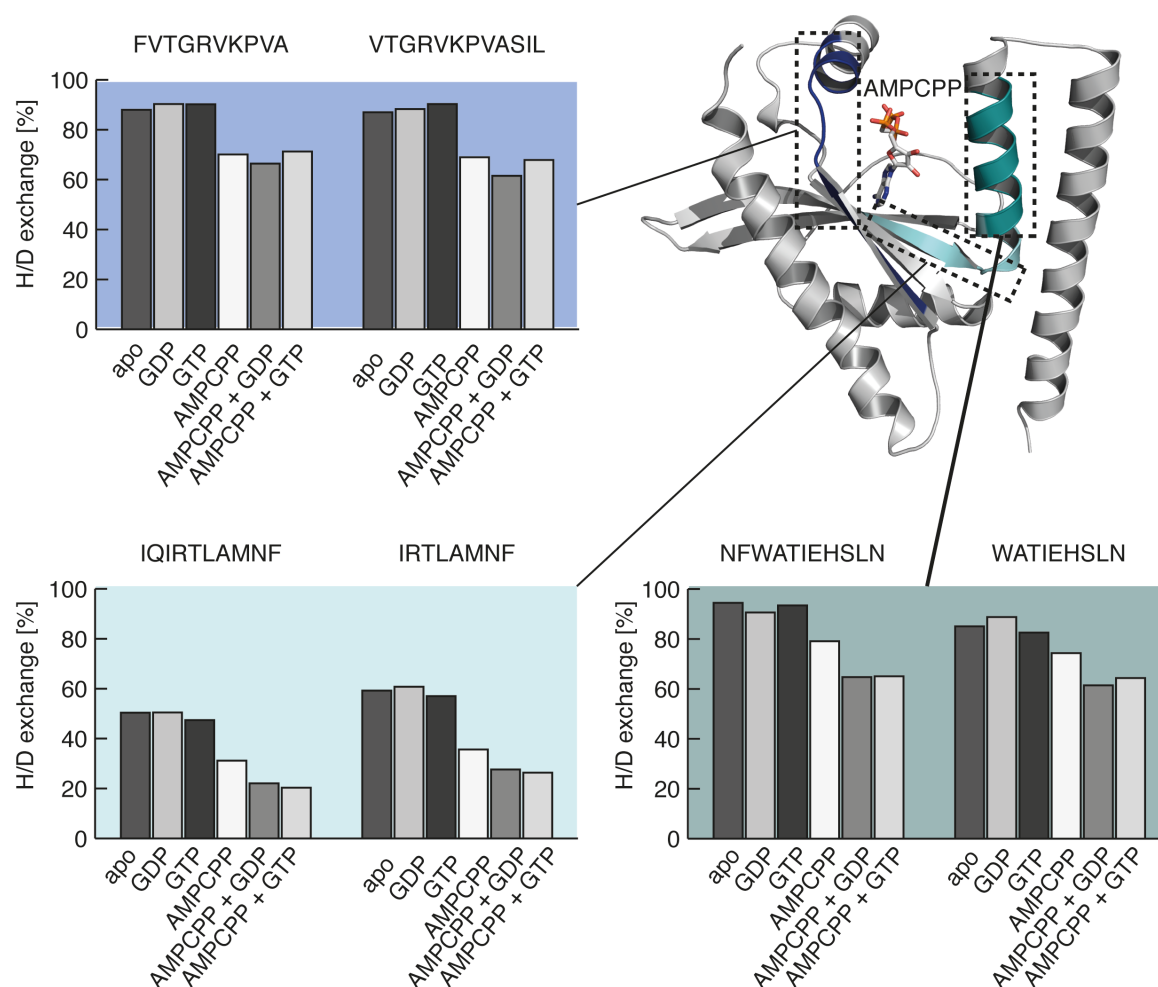 FVTGRVKPVA VTGRVKPVASIL
H/D exchange [%]
100
80
60
40
20
0
apo GDP GTP AMPCPP AMPCPP + GDP AMPCPP + GTP
apo GDP GTP AMPCPP AMPCPP + GDP AMPCPP + GTP
AMPCPP
IQIRTLAMNF IRTLAMNF
H/D exchange [%]
100
80
60
40
20
0
apo GDP GTP AMPCPP AMPCPP + GDP AMPCPP + GTP
apo GDP GTP AMPCPP AMPCPP + GDP AMPCPP + GTP
NFWATIEHSLN WATIEHSLN
H/D exchange [%]
100
80
60
40
20
0
apo GDP GTP AMPCPP AMPCPP + GDP AMPCPP + GTP
apo GDP GTP AMPCPP AMPCPP + GDP AMPCPP + GTP